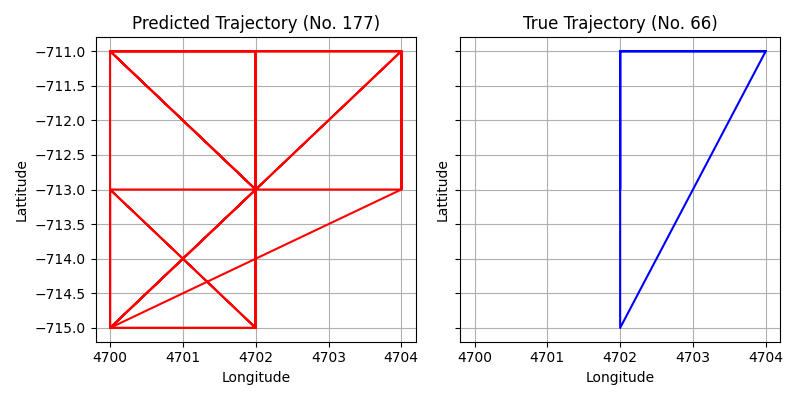 Predicted Trajectory (No. 177)
True Trajectory (No. 66)
−711.0
−711.5
−712.0
−712.5
−713.0
−713.5
−714.0
−714.5
−715.0
Lattitude
Lattitude
4700 4701 4702 4703 4704
4700 4701 4702 4703 4704
Longitude
Longitude